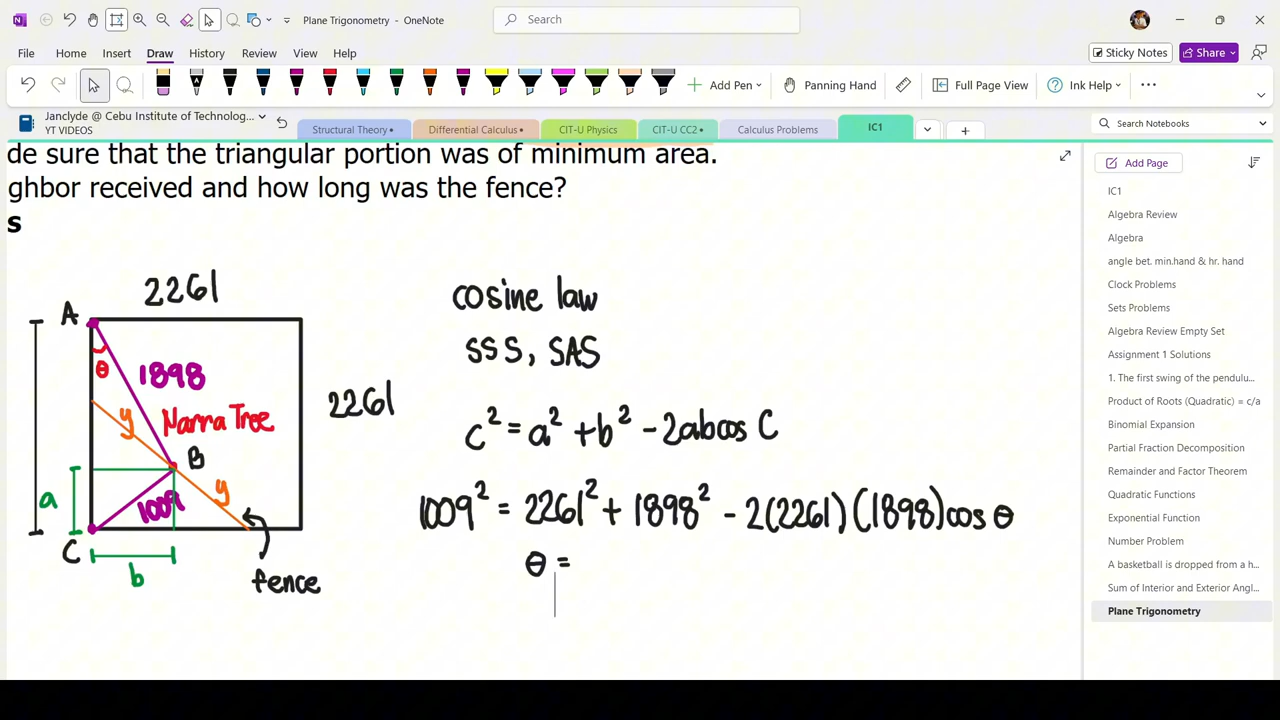 Plane Trigonometry - OneNote
Search
File Home Insert Draw History Review View Help
Sticky Notes
Share
Add Pen
Panning Hand
Full Page View
Ink Help
Janclyde @ Cebu Institute of Technolog...
YT VIDEOS
Structural Theory
Differential Calculus
CIT-U Physics
CIT-U CC2
Calculus Problems
IC1
Search Notebooks
de sure that the triangular portion was of minimum area.
ghbor received and how long was the fence?
s
2261
A
θ
1898
2261
y
Narra Tree
B
a
1009
y
C
b
fence
cosine law
SSS, SAS
c² = a² + b² - 2abcos C
1009² = 2261² + 1898² - 2(2261)(1898)cos θ
θ =
Add Page
IC1
Algebra Review
Algebra
angle bet. min.hand & hr. hand
Clock Problems
Sets Problems
Algebra Review Empty Set
Assignment 1 Solutions
1. The first swing of the pendulu...
Product of Roots (Quadratic) = c/a
Binomial Expansion
Partial Fraction Decomposition
Remainder and Factor Theorem
Quadratic Functions
Exponential Function
Number Problem
A basketball is dropped from a h...
Sum of Interior and Exterior Angl...
Plane Trigonometry